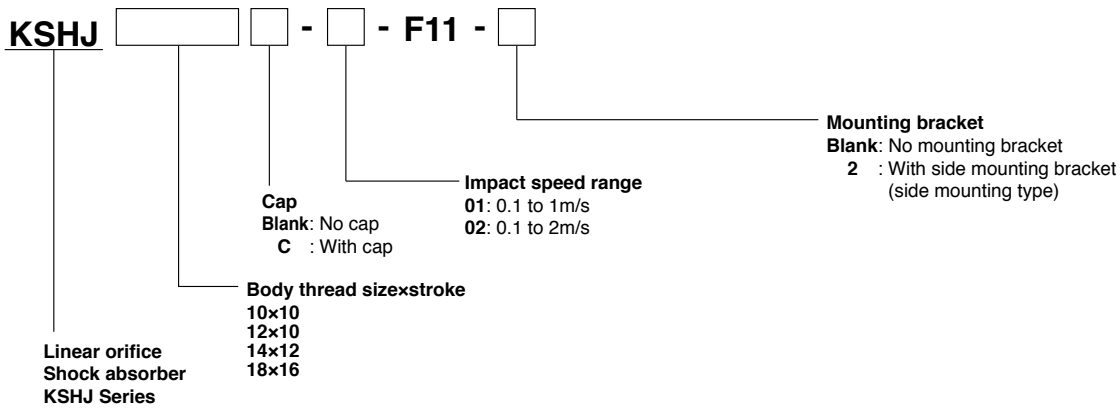 KSHJ - - F11 -
Mounting bracket
Blank: No mounting bracket
2 : With side mounting bracket
(side mounting type)
Impact speed range
01: 0.1 to 1m/s
02: 0.1 to 2m/s
Cap
Blank: No cap
C : With cap
Body thread size×stroke
10×10
12×10
14×12
18×16
Linear orifice
Shock absorber
KSHJ Series